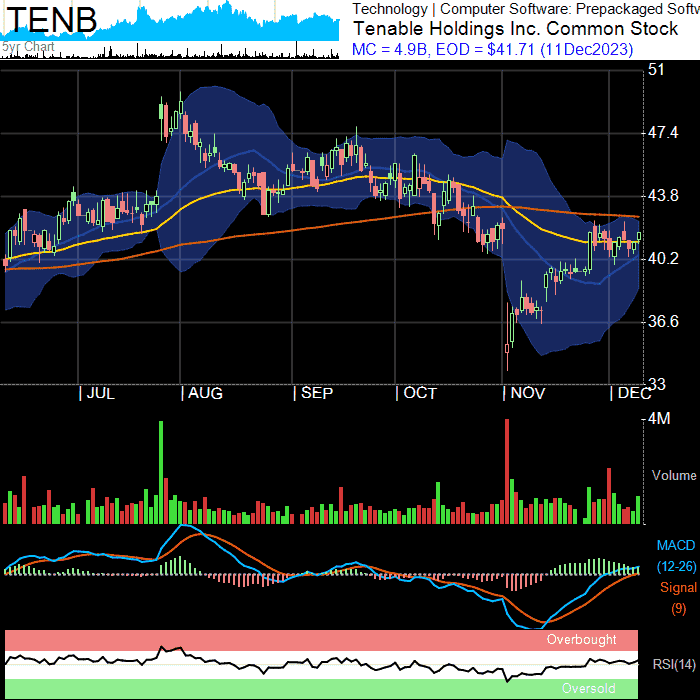 TENB
5yr Chart
Technology | Computer Software: Prepackaged Softw
Tenable Holdings Inc. Common Stock
MC = 4.9B, EOD = $41.71 (11Dec2023)
51
47.4
43.8
40.2
36.6
33
JUL AUG SEP OCT NOV DEC
4M
Volume
MACD
(12-26)
Signal
(9)
Overbought
RSI(14)
Oversold